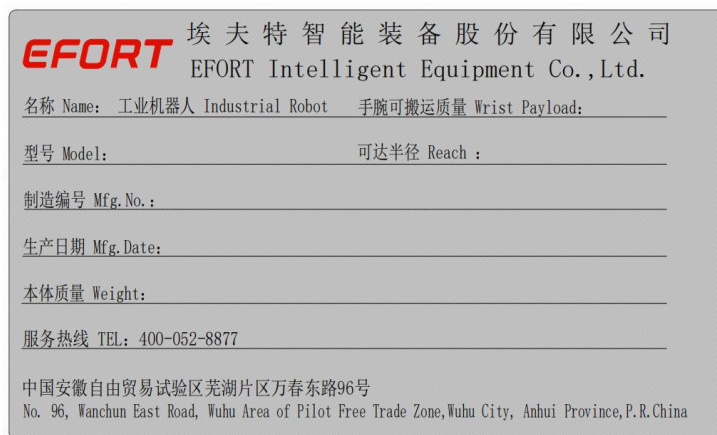 EFORT 埃夫特智能装备股份有限公司
EFORT Intelligent Equipment Co.,Ltd.
名称 Name: 工业机器人 Industrial Robot 手腕可搬运质量 Wrist Payload:
型号 Model: 可达半径 Reach :
制造编号 Mfg.No.:
生产日期 Mfg.Date:
本体质量 Weight:
服务热线 TEL: 400-052-8877
中国安徽自由贸易试验区芜湖片区万春东路96号
No. 96, Wanchun East Road, Wuhu Area of Pilot Free Trade Zone,Wuhu City, Anhui Province,P.R.China